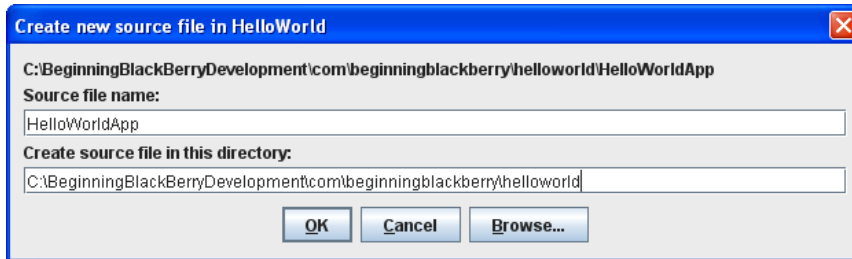 Create new source file in HelloWorld
C:\BeginningBlackBerryDevelopment\com\beginningblackberry\helloworld\HelloWorldApp
Source file name:
HelloWorldApp
Create source file in this directory:
C:\BeginningBlackBerryDevelopment\com\beginningblackberry\helloworld
OK Cancel Browse...